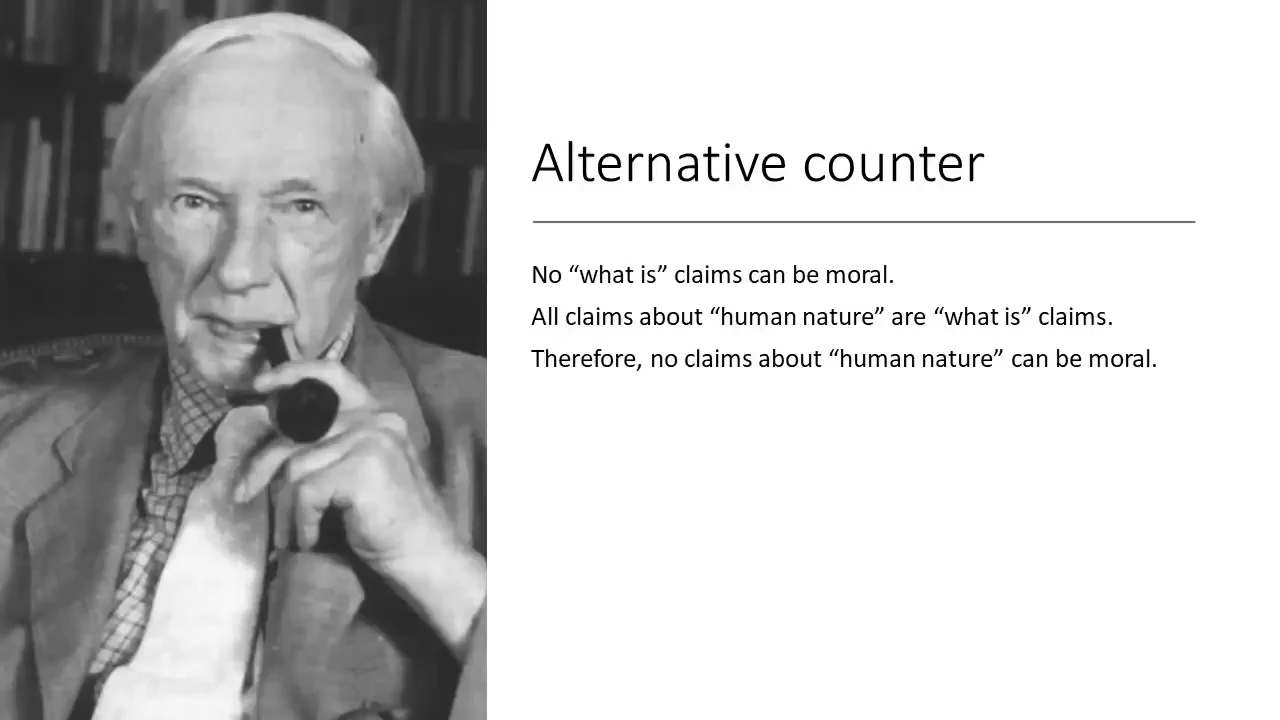 Alternative counter
No “what is” claims can be moral.
All claims about “human nature” are “what is” claims.
Therefore, no claims about “human nature” can be moral.